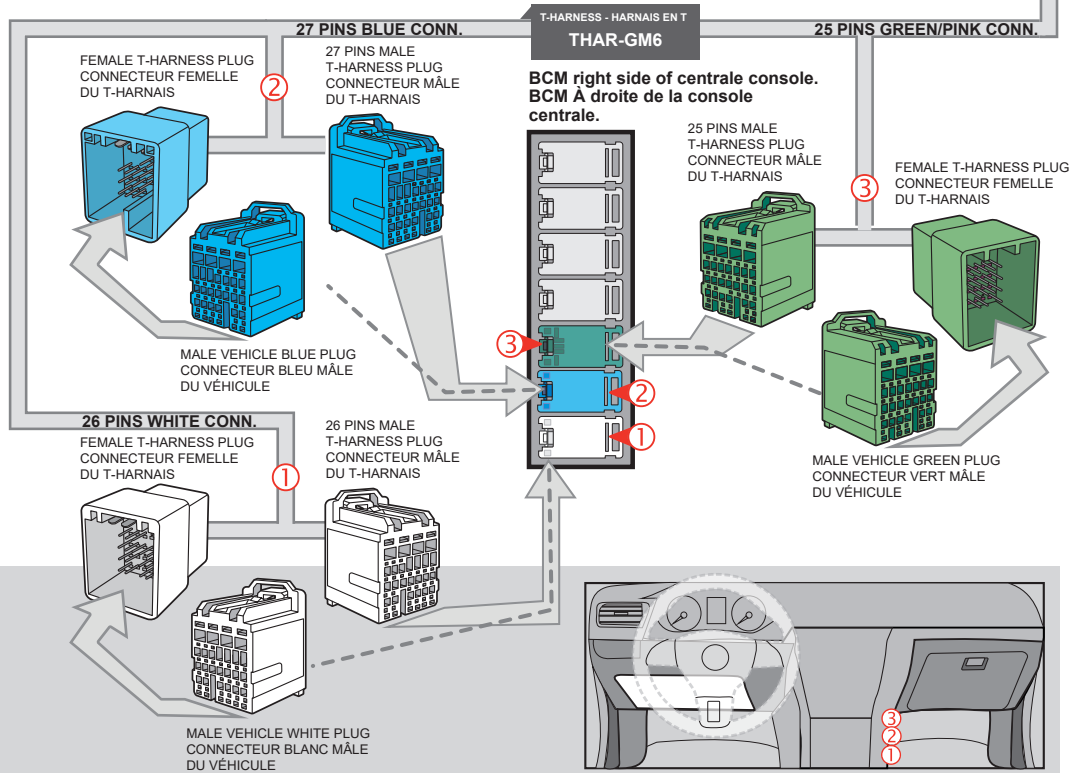 T-HARNESS - HARNAIS EN T
THAR-GM6
27 PINS BLUE CONN.
25 PINS GREEN/PINK CONN.
FEMALE T-HARNESS PLUG
CONNECTEUR FEMELLE
DU T-HARNAIS
2
27 PINS MALE
T-HARNESS PLUG
CONNECTEUR MÂLE
DU T-HARNAIS
BCM right side of centrale console.
BCM À droite de la console
centrale.
25 PINS MALE
T-HARNESS PLUG
CONNECTEUR MÂLE
DU T-HARNAIS
3
FEMALE T-HARNESS PLUG
CONNECTEUR FEMELLE
DU T-HARNAIS
MALE VEHICLE BLUE PLUG
CONNECTEUR BLEU MÂLE
DU VÉHICULE
3
2
1
26 PINS WHITE CONN.
FEMALE T-HARNESS PLUG
CONNECTEUR FEMELLE
DU T-HARNAIS
1
26 PINS MALE
T-HARNESS PLUG
CONNECTEUR MÂLE
DU T-HARNAIS
MALE VEHICLE GREEN PLUG
CONNECTEUR VERT MÂLE
DU VÉHICULE
MALE VEHICLE WHITE PLUG
CONNECTEUR BLANC MÂLE
DU VÉHICULE
3
2
1